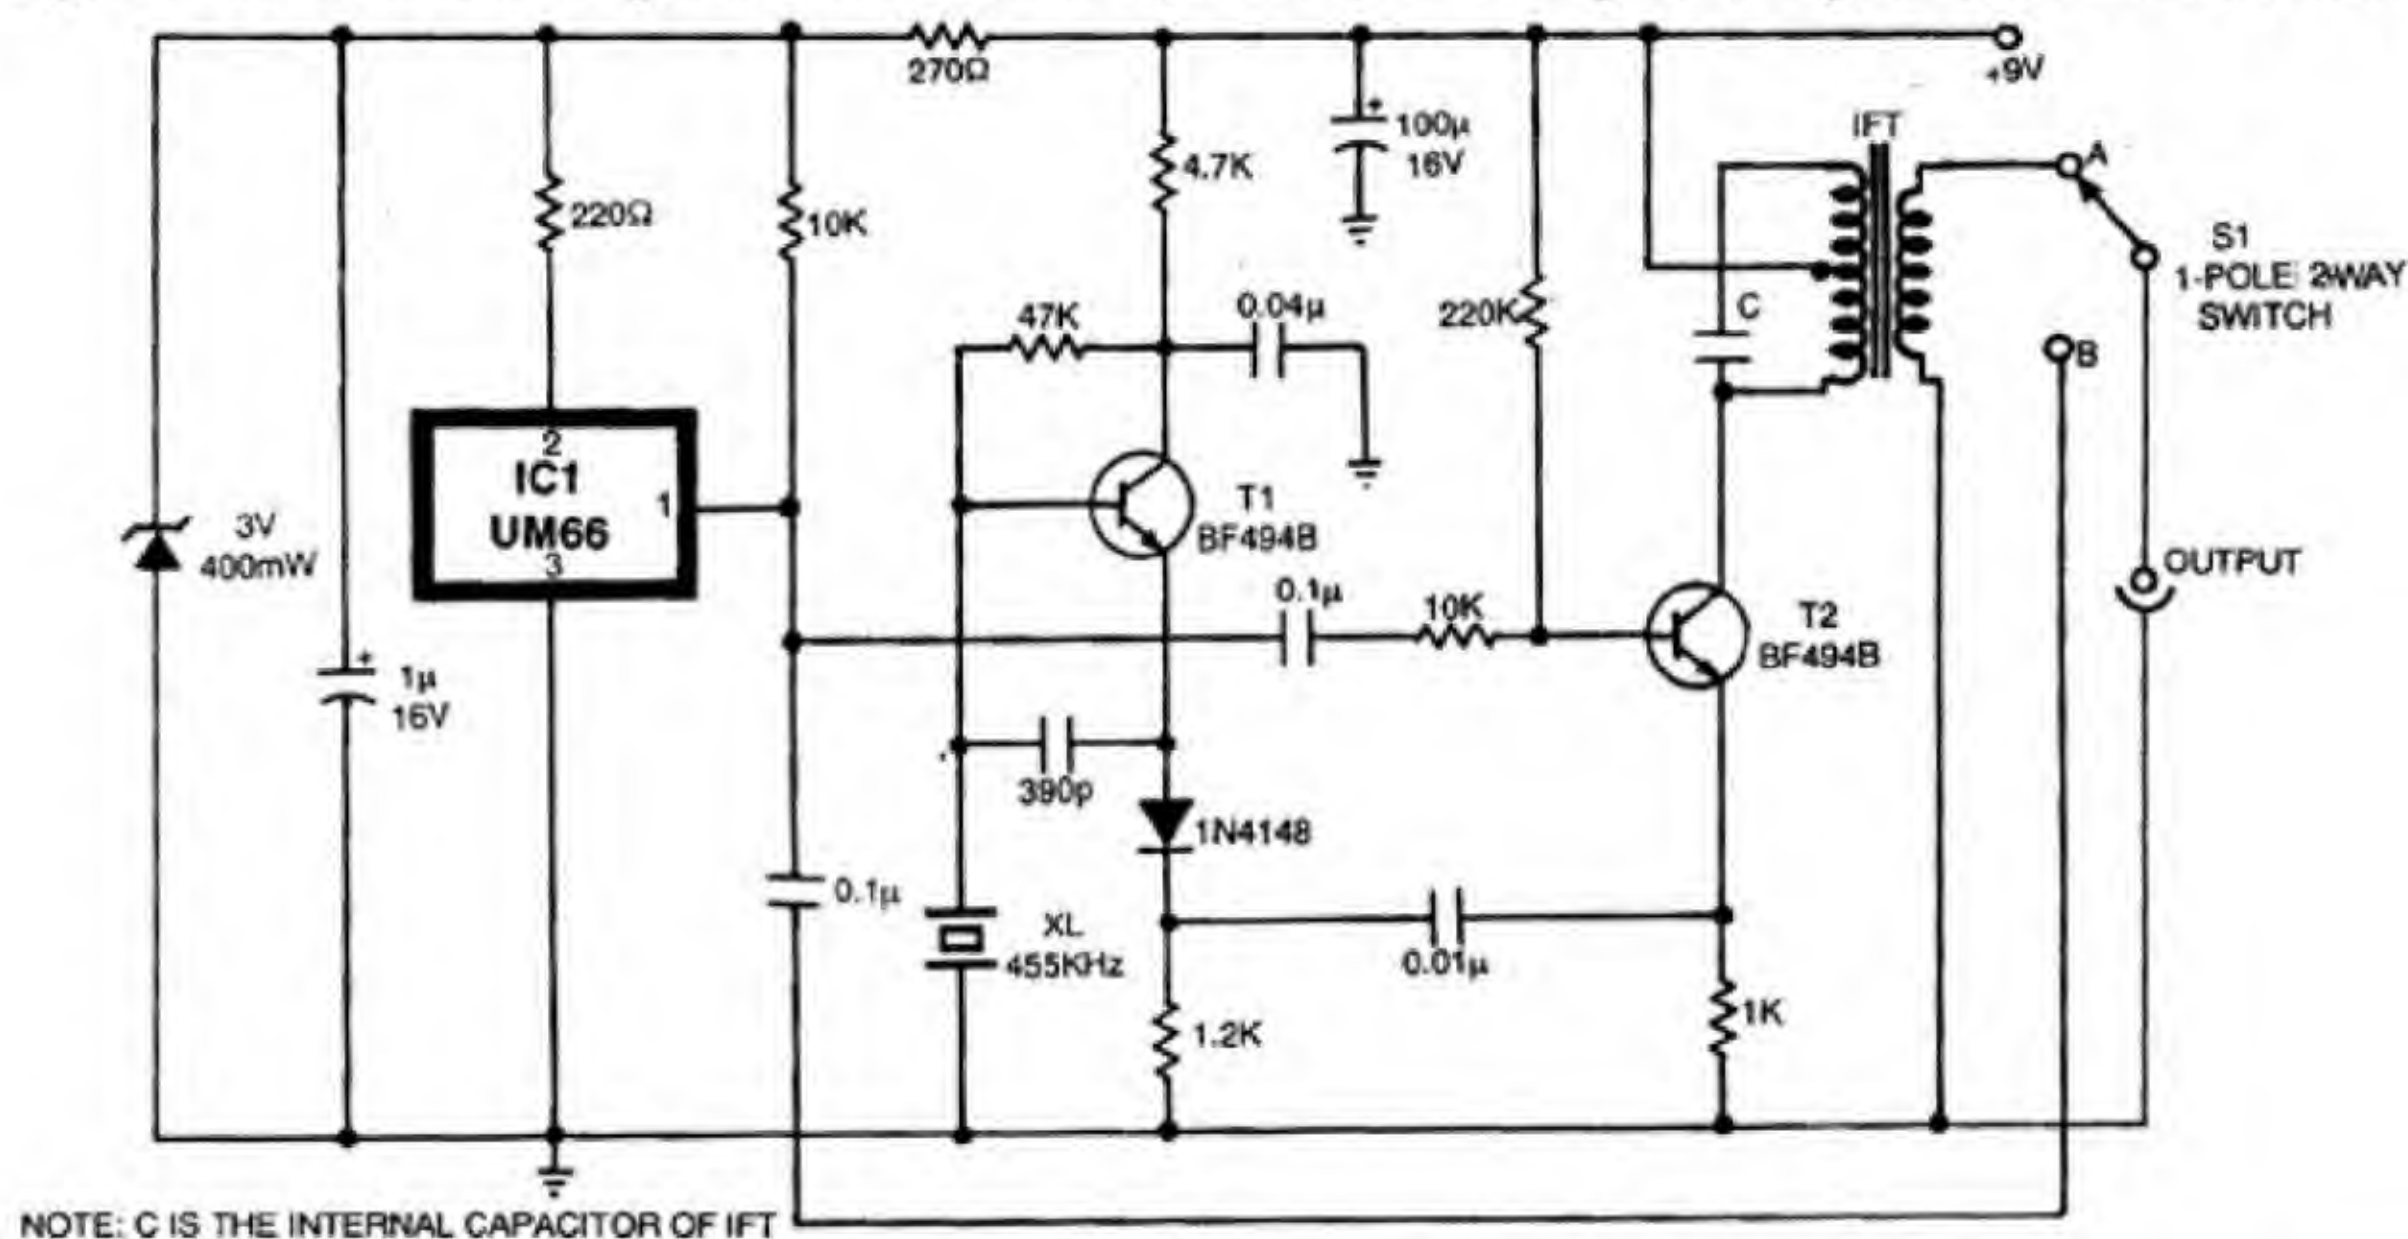 270Ω
+9V
IFT
A
100µ
16V
4.7K
220Ω
10K
S1
1-POLE 2-WAY
SWITCH
47K
0.04µ
220K
C
B
2
IC1
1
UM66
3
T1
BF494B
3V
400mW
OUTPUT
0.1µ
10K
T2
BF494B
+
1µ
16V
390p
1N4148
0.1µ
XL
455KHz
0.01µ
1.2K
1K
NOTE: C IS THE INTERNAL CAPACITOR OF IFT